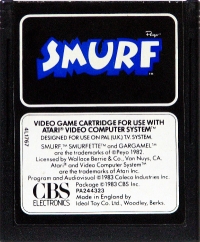 Peyo
SMURF
™
VIDEO GAME CARTRIDGE FOR USE WITH
ATARI® VIDEO COMPUTER SYSTEM™
DESIGNED FOR USE ON PAL (U.K.) T.V. SYSTEM.
SMURF,™ SMURFETTE™ and GARGAMEL™
are the trademarks of ©Peyo 1982.
Licensed by Wallace Berrie & Co., Van Nuys, CA.
Atari® and Video Computer System™
are the trademarks of Atari Inc.
Program and Audiovisual ©1983 Coleco Industries Inc.
Package ©1983 CBS Inc.
PA244323
Made in England by
Ideal Toy Co. Ltd., Woodley, Berks.
CBS
ELECTRONICS